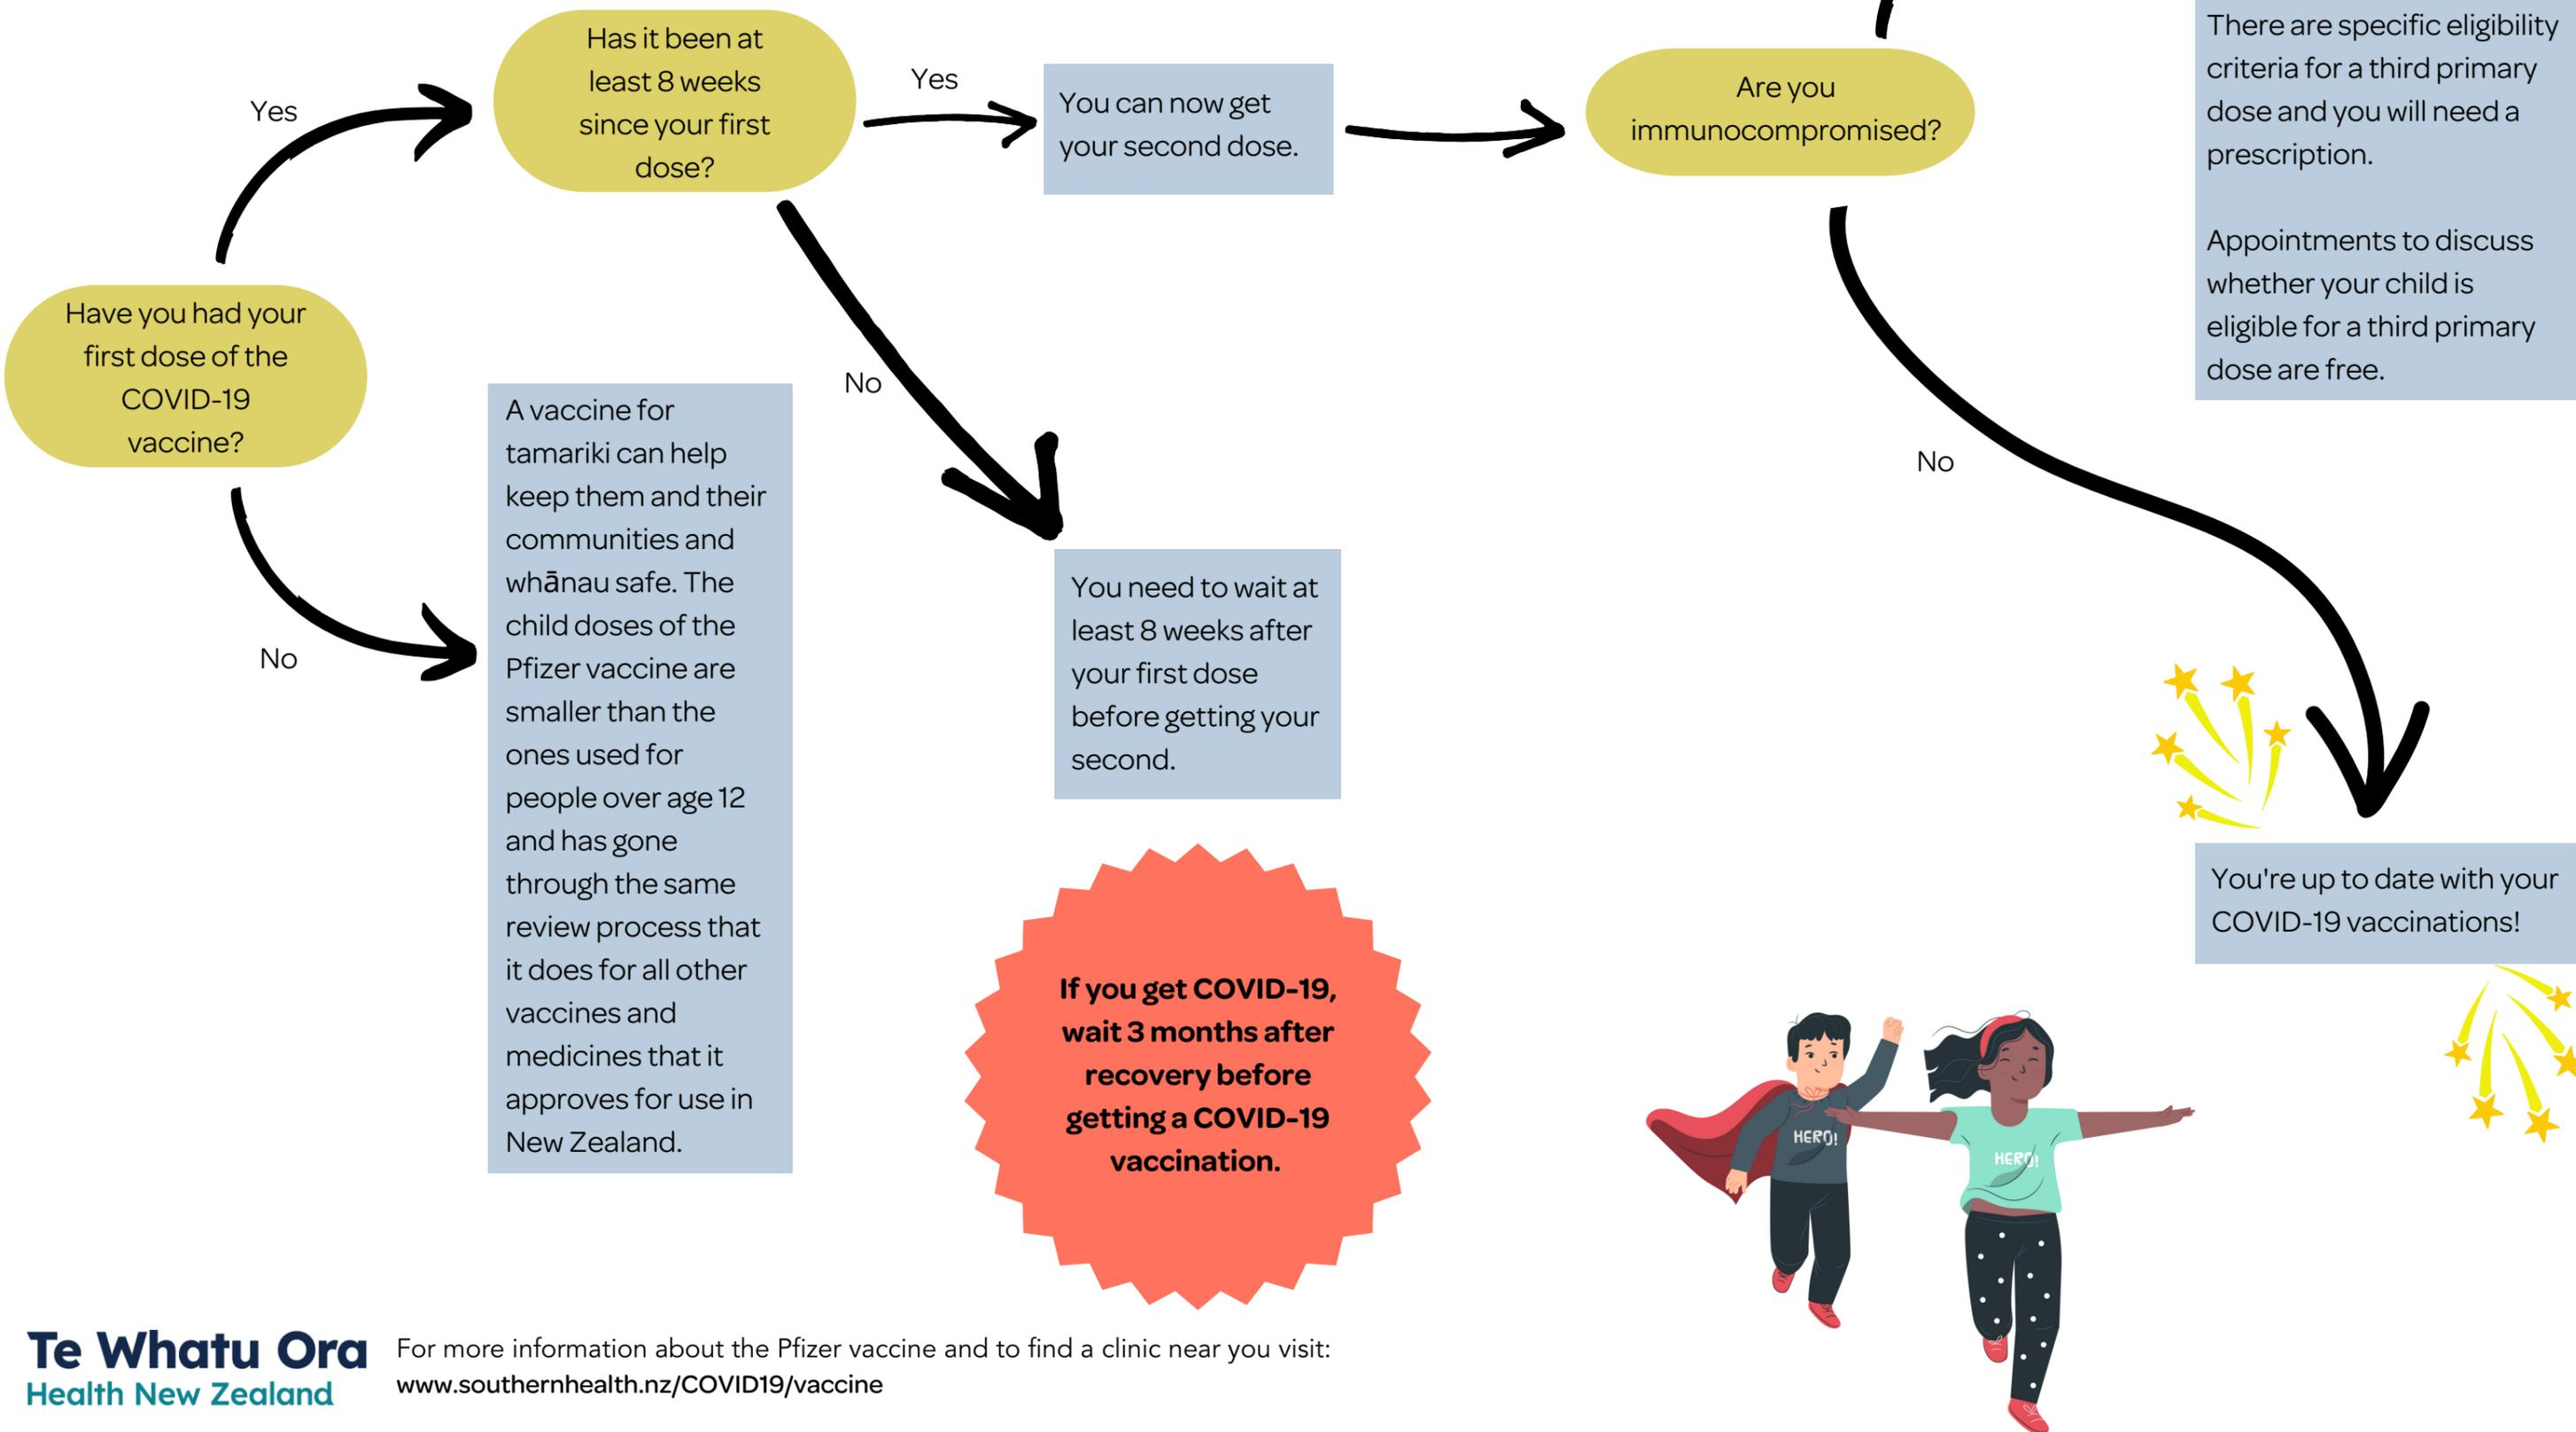 Has it been at
least 8 weeks
since your first
dose?
Yes
Yes
You can now get
your second dose.
Are you
immunocompromised?
There are specific eligibility
criteria for a third primary
dose and you will need a
prescription.
Appointments to discuss
whether your child is
eligible for a third primary
dose are free.
Have you had your
first dose of the
COVID-19
vaccine?
No
No
No
A vaccine for
tamariki can help
keep them and their
communities and
whānau safe. The
child doses of the
Pfizer vaccine are
smaller than the
ones used for
people over age 12
and has gone
through the same
review process that
it does for all other
vaccines and
medicines that it
approves for use in
New Zealand.
You need to wait at
least 8 weeks after
your first dose
before getting your
second.
If you get COVID-19,
wait 3 months after
recovery before
getting a COVID-19
vaccination.
You're up to date with your
COVID-19 vaccinations!
HERO!
HERO!
Te Whatu Ora
Health New Zealand
For more information about the Pfizer vaccine and to find a clinic near you visit:
www.southernhealth.nz/COVID19/vaccine